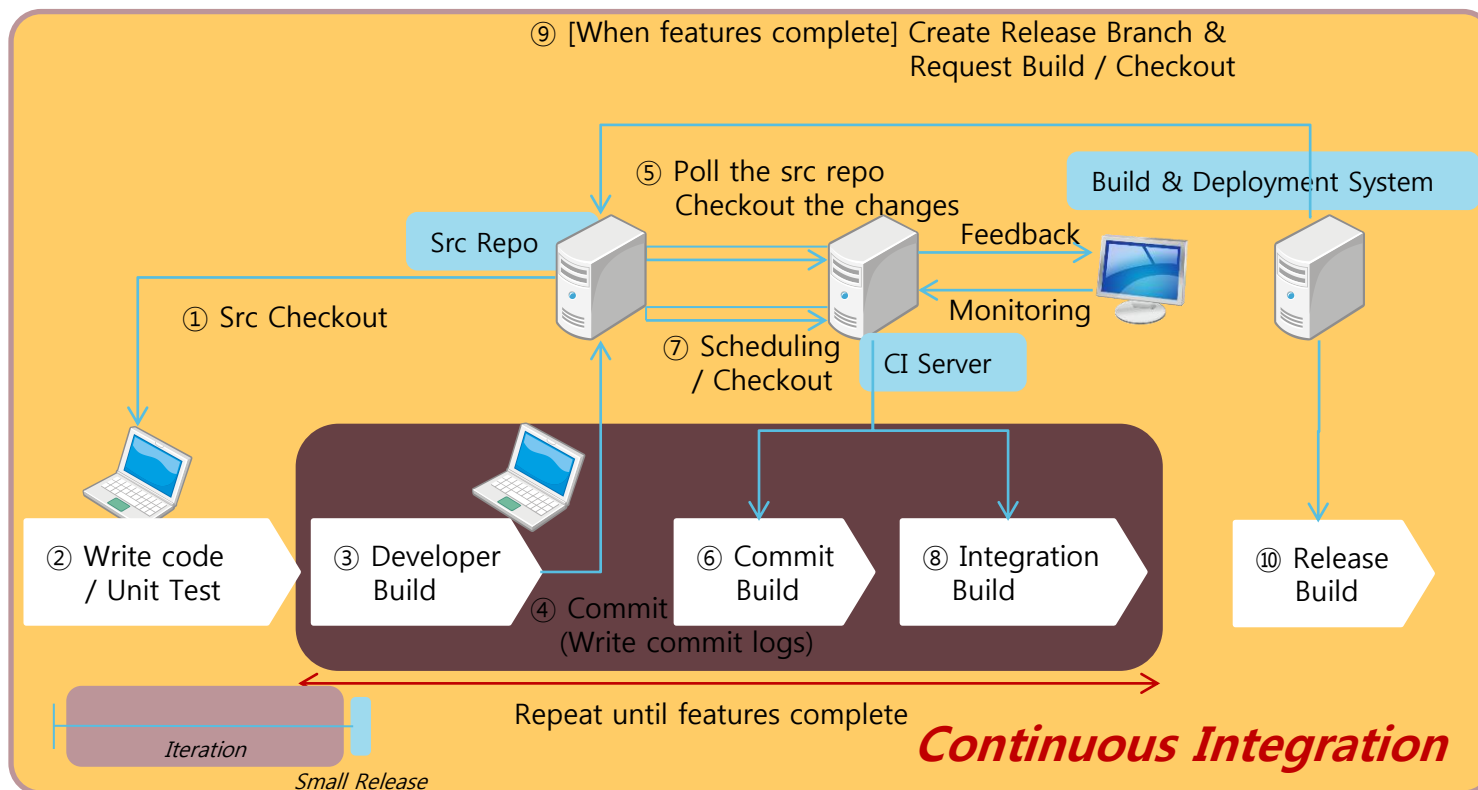 ⑨ [When features complete] Create Release Branch &
Request Build / Checkout
⑤ Poll the src repo
Checkout the changes
Build & Deployment System
Src Repo
Feedback
① Src Checkout
Monitoring
⑦ Scheduling
/ Checkout
CI Server
② Write code
/ Unit Test
③ Developer
Build
⑥ Commit
Build
⑧ Integration
Build
⑩ Release
Build
④ Commit
(Write commit logs)
Repeat until features complete
Iteration
Small Release
Continuous Integration